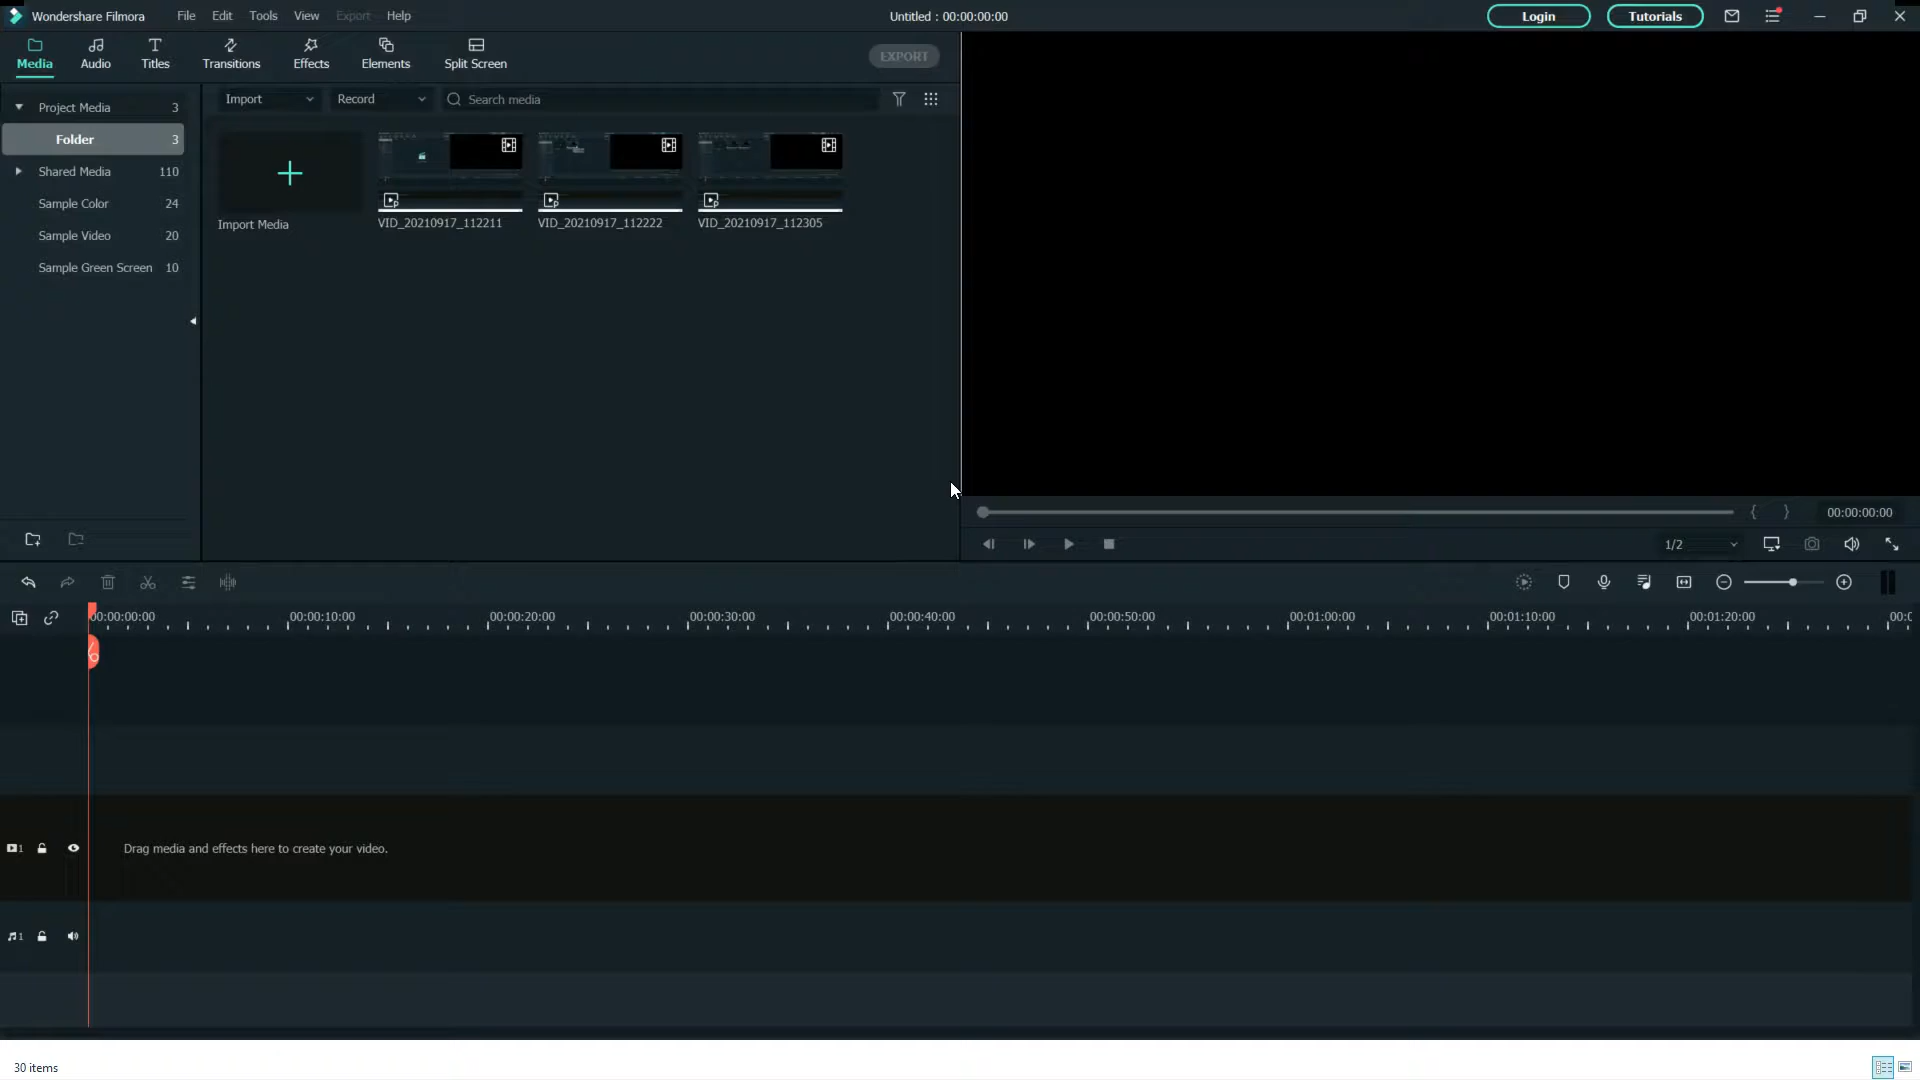 Wondershare Filmora File Edit Tools View Export Help Untitled : 00:00:00:00 Login Tutorials
Media Audio Titles Transitions Effects Elements Split Screen EXPORT
Project Media 3
Folder 3
Shared Media 110
Sample Color 24
Sample Video 20
Sample Green Screen 10
Import Record Search media
Import Media VID_20210917_112211 VID_20210917_112222 VID_20210917_112305
{ } 00:00:00:00
1/2
00:00:00:00 00:00:10:00 00:00:20:00 00:00:30:00 00:00:40:00 00:00:50:00 00:01:00:00 00:01:10:00 00:01:20:00 00:0
1 Drag media and effects here to create your video.
1
30 items